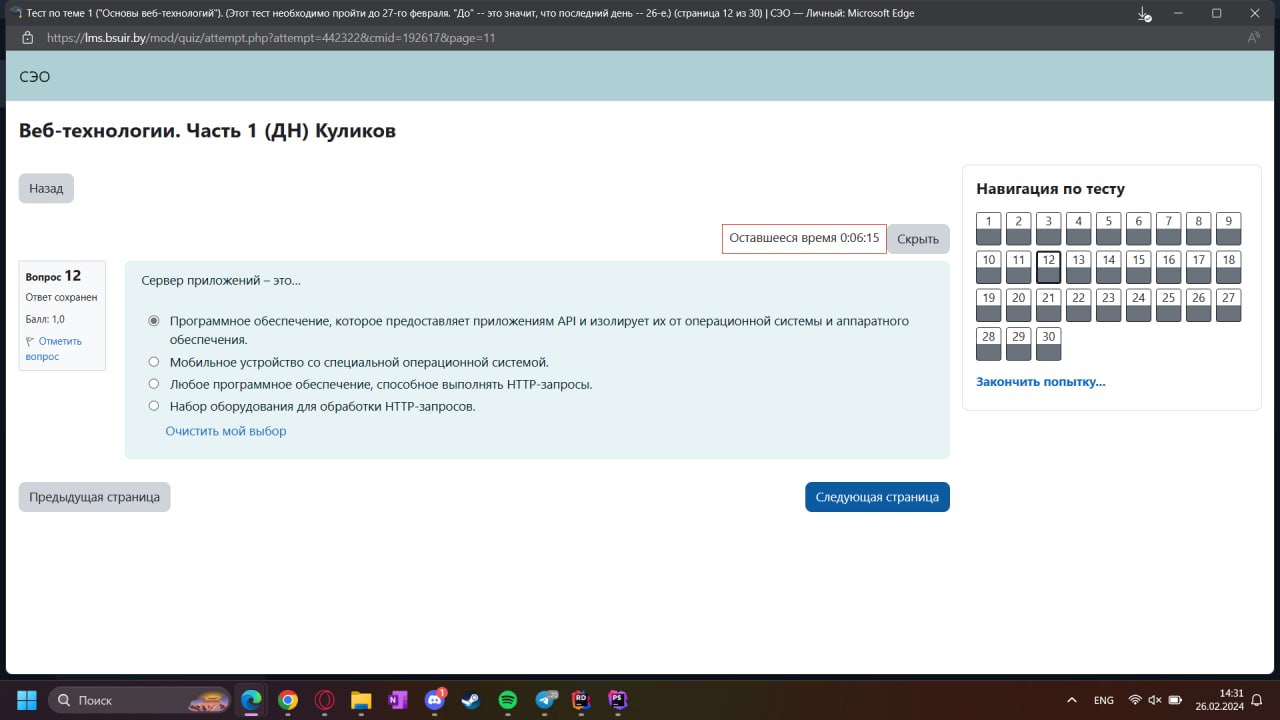 Тест по теме 1 ("Основы веб-технологий"). (Этот тест необходимо пройти до 27-го февраля. "До" -- это значит, что последний день -- 26-е.) (страница 12 из 30) | СЭО — Личный: Microsoft Edge
https://lms.bsuir.by/mod/quiz/attempt.php?attempt=442322&cmid=192617&page=11
СЭО
Веб-технологии. Часть 1 (ДН) Куликов
Назад
Оставшееся время 0:06:15
Скрыть
Вопрос 12
Ответ сохранен
Балл: 1,0
Отметить
вопрос
Сервер приложений – это...
Программное обеспечение, которое предоставляет приложениям API и изолирует их от операционной системы и аппаратного
обеспечения.
Мобильное устройство со специальной операционной системой.
Любое программное обеспечение, способное выполнять HTTP-запросы.
Набор оборудования для обработки HTTP-запросов.
Очистить мой выбор
Предыдущая страница
Следующая страница
Навигация по тесту
1 2 3 4 5 6 7 8 9
10 11 12 13 14 15 16 17 18
19 20 21 22 23 24 25 26 27
28 29 30
Закончить попытку...
Поиск
1
RD
PS
ENG
14:31
26.02.2024